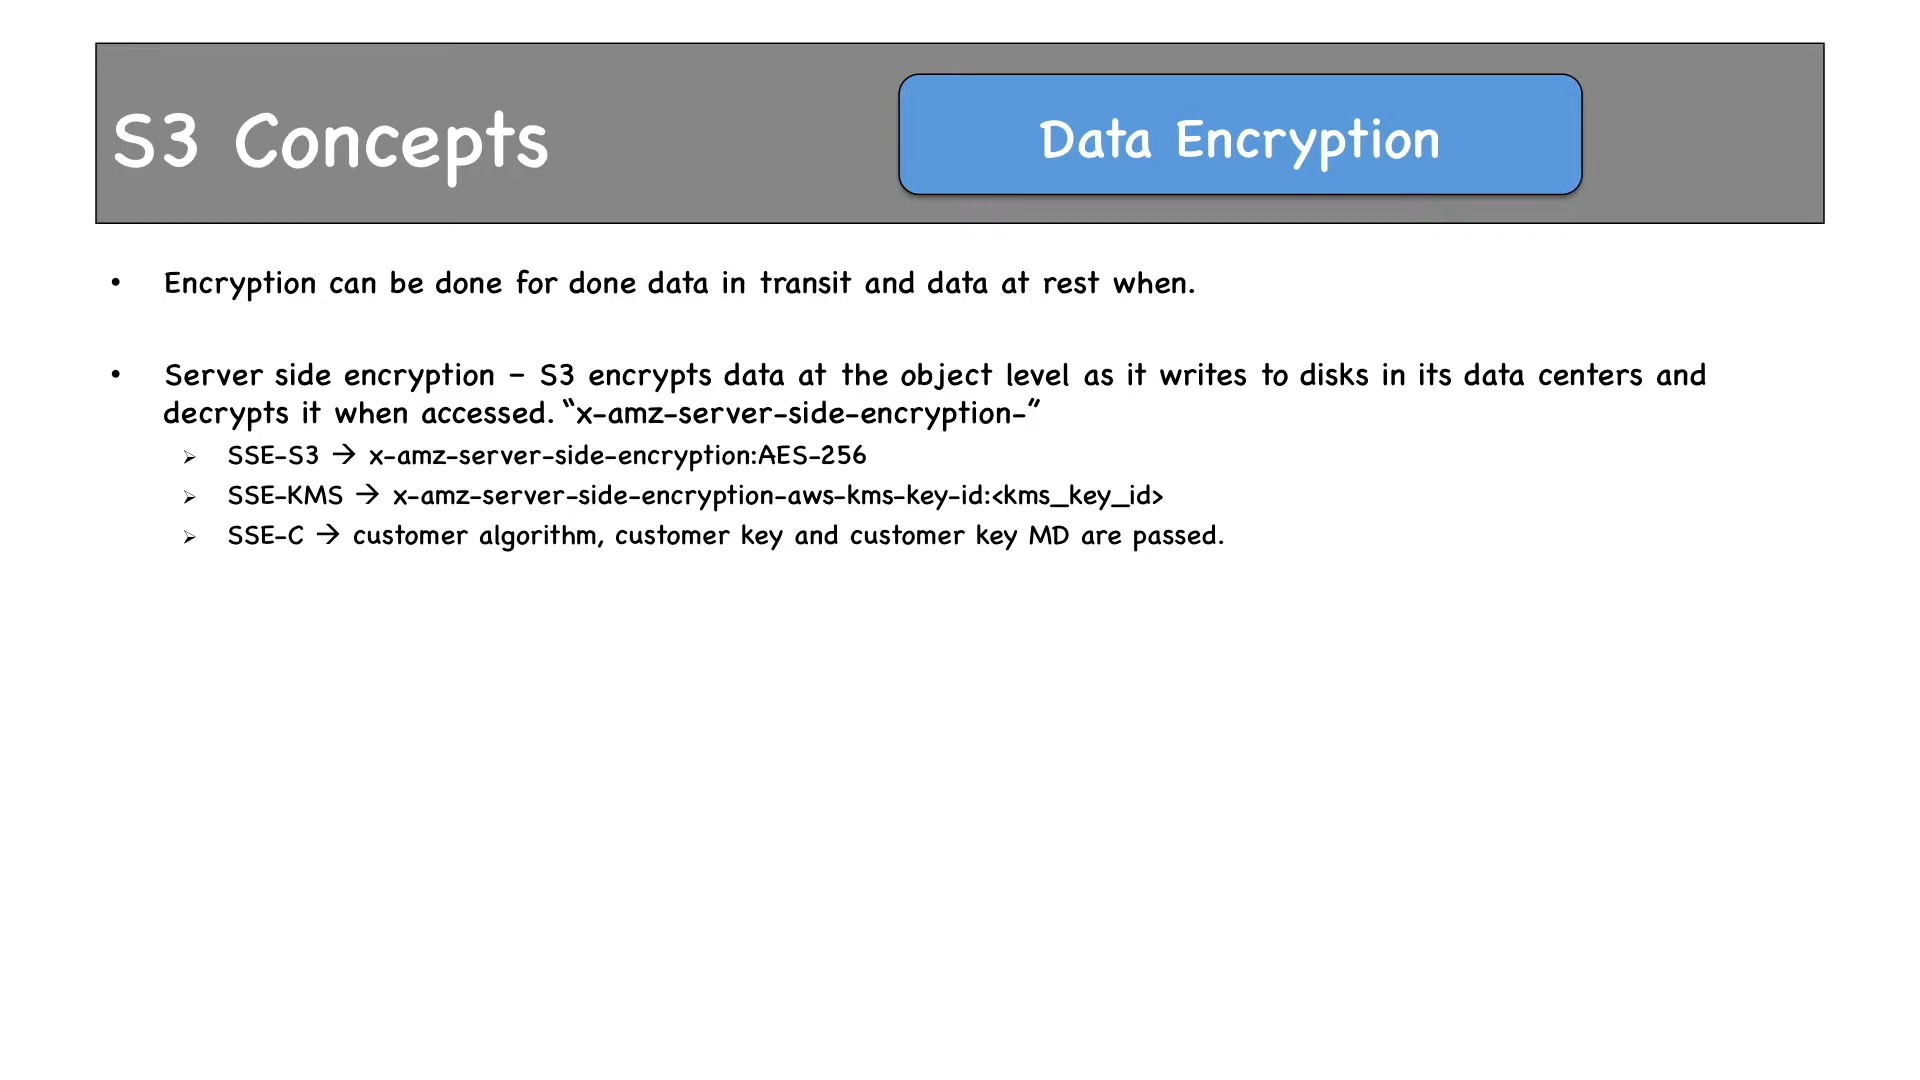 S3 Concepts
Data Encryption
• Encryption can be done for done data in transit and data at rest when.
• Server side encryption – S3 encrypts data at the object level as it writes to disks in its data centers and
decrypts it when accessed. “x-amz-server-side-encryption-”
➢ SSE-S3 → x-amz-server-side-encryption:AES-256
➢ SSE-KMS → x-amz-server-side-encryption-aws-kms-key-id:<kms_key_id>
➢ SSE-C → customer algorithm, customer key and customer key MD are passed.